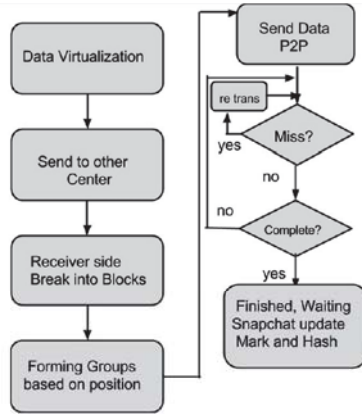 Data Virtualization
Send to other
Center
Receiver side
Break into Blocks
Forming Groups
based on position
Send Data
P2P
re trans
Miss?
yes
no
Complete?
no
yes
Finished, Waiting
Snapchat update
Mark and Hash